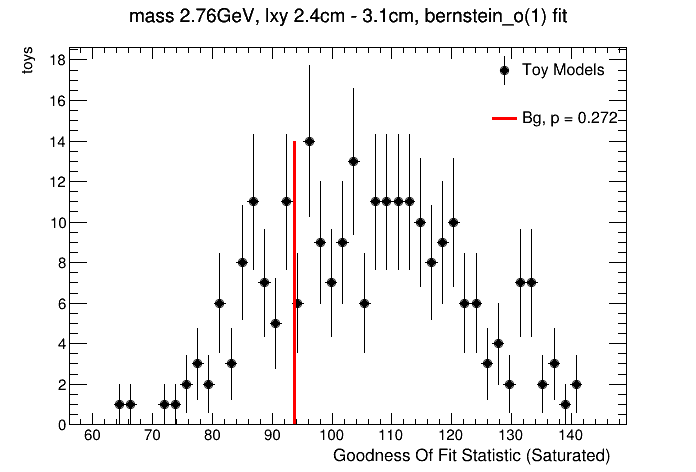 mass 2.76GeV, lxy 2.4cm - 3.1cm, bernstein_o(1) fit
toys
18
16
14
12
10
8
6
4
2
0
Toy Models
Bg, p = 0.272
60 70 80 90 100 110 120 130 140
Goodness Of Fit Statistic (Saturated)